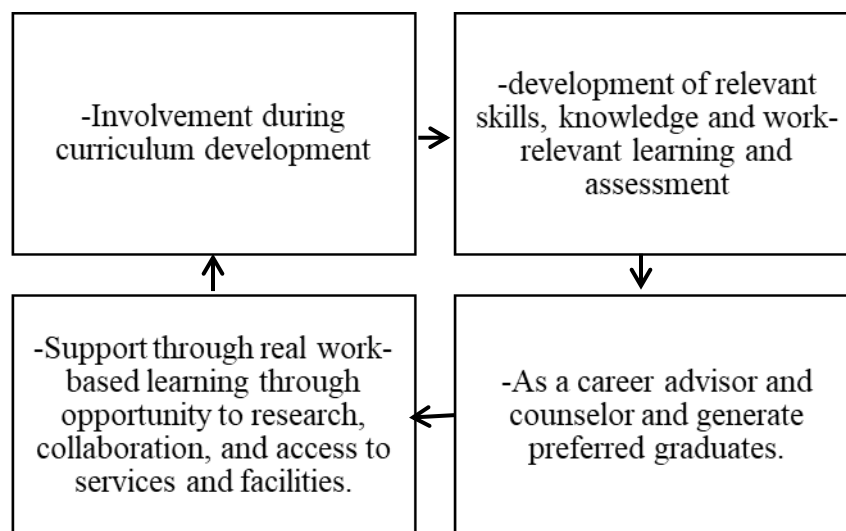 -Involvement during
curriculum development
-development of relevant
skills, knowledge and work-
relevant learning and
assessment
-As a career advisor and
counselor and generate
preferred graduates.
-Support through real work-
based learning through
opportunity to research,
collaboration, and access to
services and facilities.